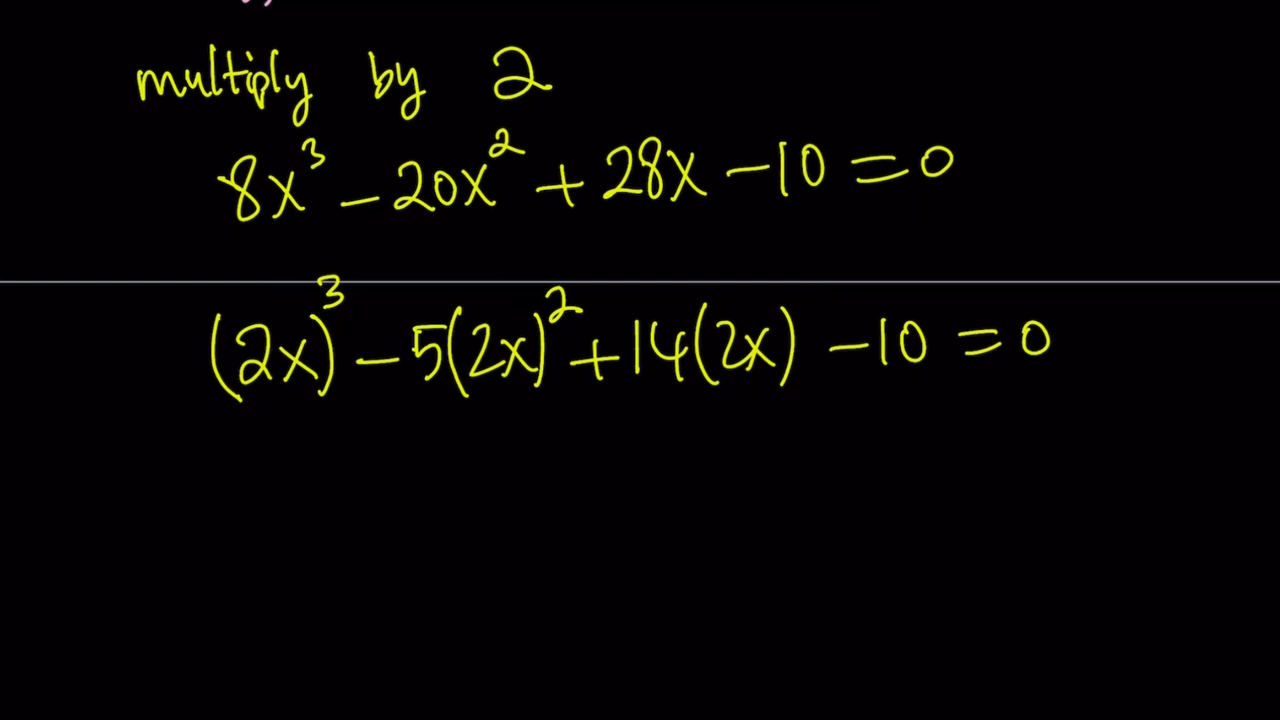 multiply by 2
8x³ - 20x² + 28x - 10 = 0
(2x)³ - 5(2x)² + 14(2x) - 10 = 0